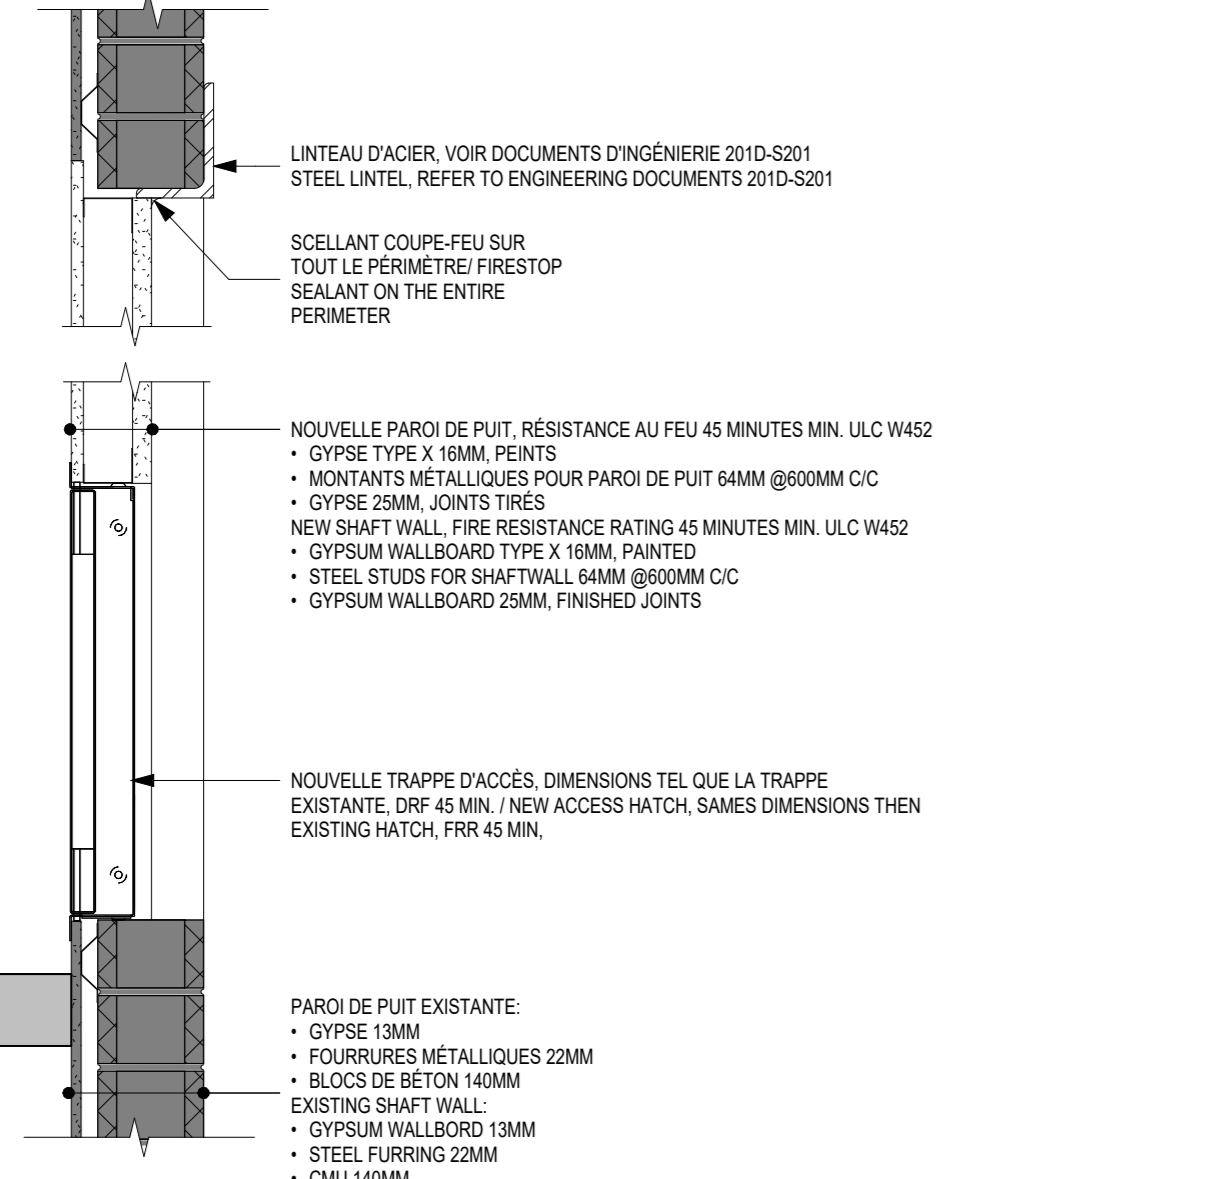 LINTEAU D'ACIER, VOIR DOCUMENTS D'INGÉNIERIE 201D-S201
STEEL LINTEL, REFER TO ENGINEERING DOCUMENTS 201D-S201
SCELLANT COUPE-FEU SUR
TOUT LE PÉRIMÈTRE/ FIRESTOP
SEALANT ON THE ENTIRE
PERIMETER
NOUVELLE PAROI DE PUIT, RÉSISTANCE AU FEU 45 MINUTES MIN. ULC W452
• GYPSE TYPE X 16MM, PEINTS
• MONTANTS MÉTALLIQUES POUR PAROI DE PUIT 64MM @600MM C/C
• GYPSE 25MM, JOINTS TIRÉS
NEW SHAFT WALL, FIRE RESISTANCE RATING 45 MINUTES MIN. ULC W452
• GYPSUM WALLBOARD TYPE X 16MM, PAINTED
• STEEL STUDS FOR SHAFTWALL 64MM @600MM C/C
• GYPSUM WALLBOARD 25MM, FINISHED JOINTS
NOUVELLE TRAPPE D'ACCÈS, DIMENSIONS TEL QUE LA TRAPPE
EXISTANTE, DRF 45 MIN. / NEW ACCESS HATCH, SAMES DIMENSIONS THEN
EXISTING HATCH, FRR 45 MIN,
PAROI DE PUIT EXISTANTE:
• GYPSE 13MM
• FOURRURES MÉTALLIQUES 22MM
• BLOCS DE BÉTON 140MM
EXISTING SHAFT WALL:
• GYPSUM WALLBORD 13MM
• STEEL FURRING 22MM
• CMU 140MM